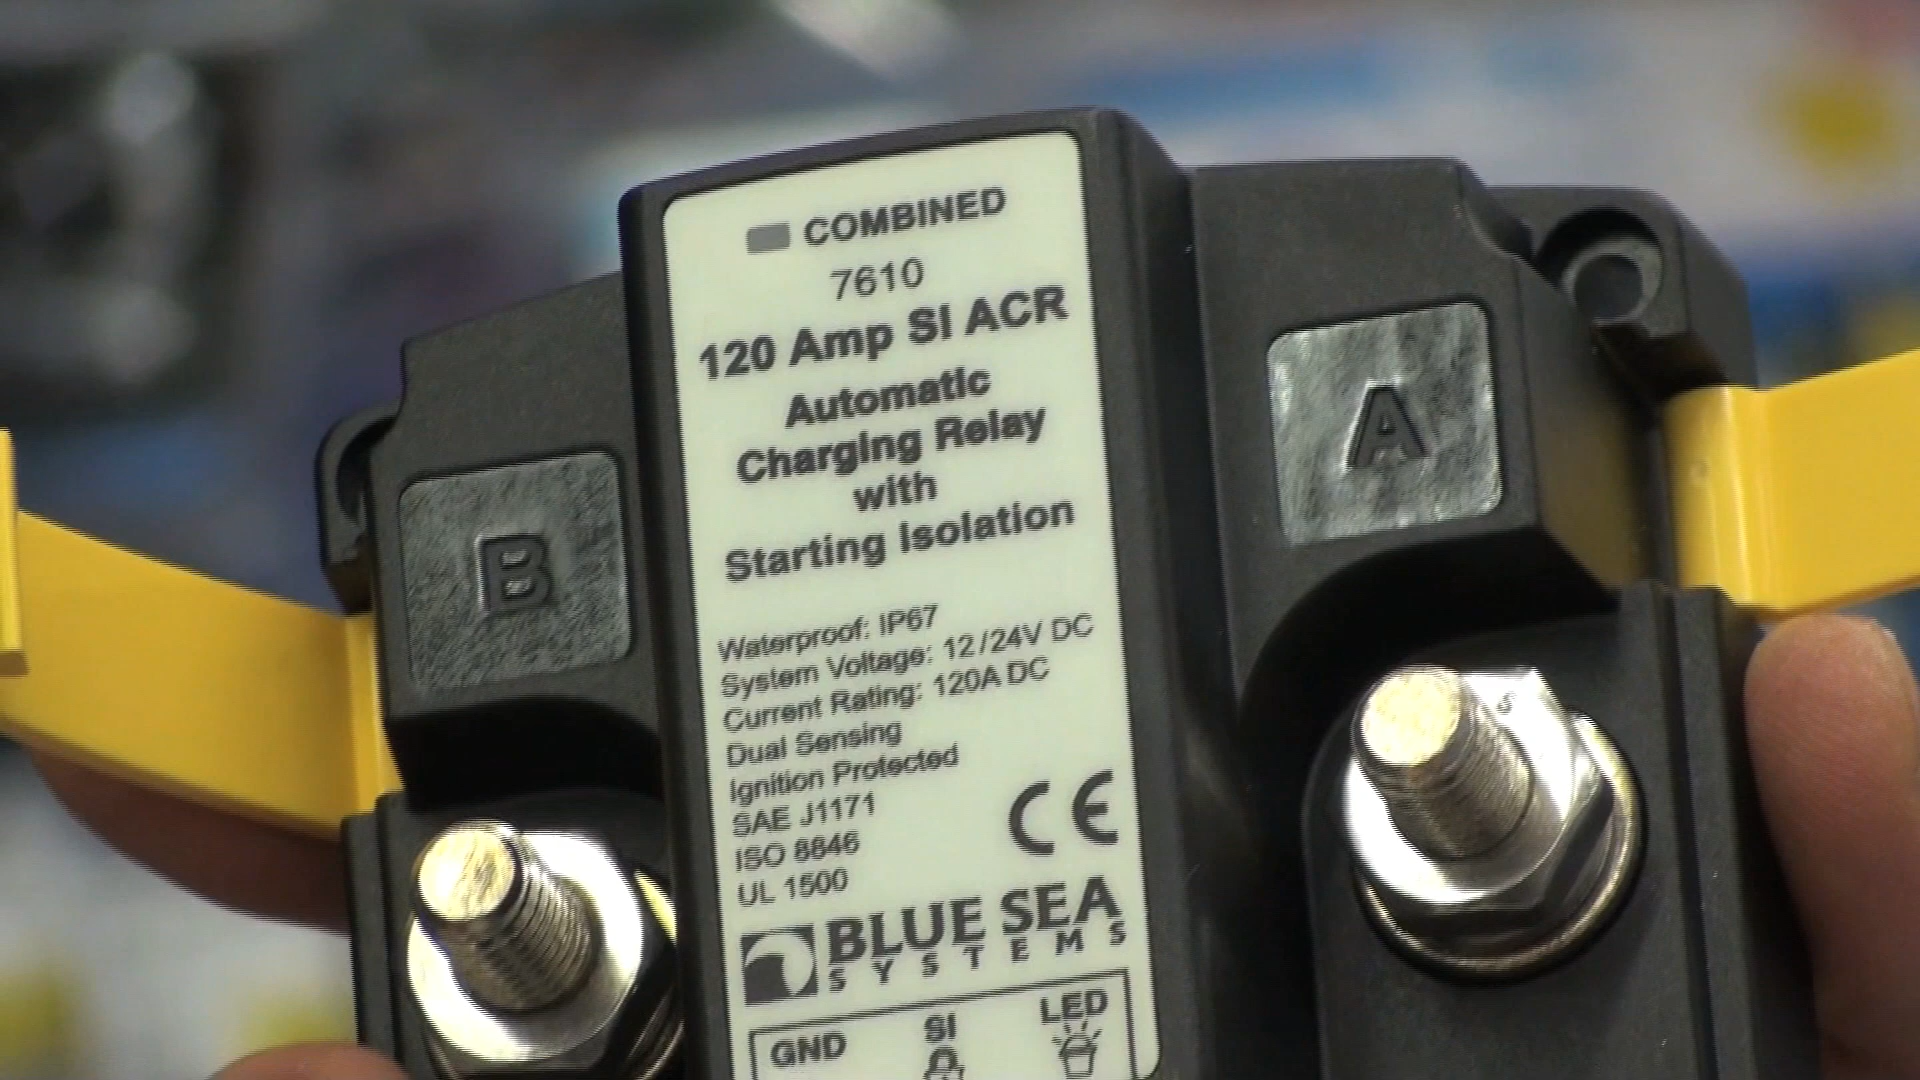 COMBINED
7610
120 Amp SI ACR
Automatic
Charging Relay
with
Starting Isolation
Waterproof: IP67
System Voltage: 12/24V DC
Current Rating: 120A DC
Dual Sensing
Ignition Protected
SAE J1171
ISO 8846
UL 1500
CE
BLUE SEA
SYSTEMS
GND SI LED
B
A